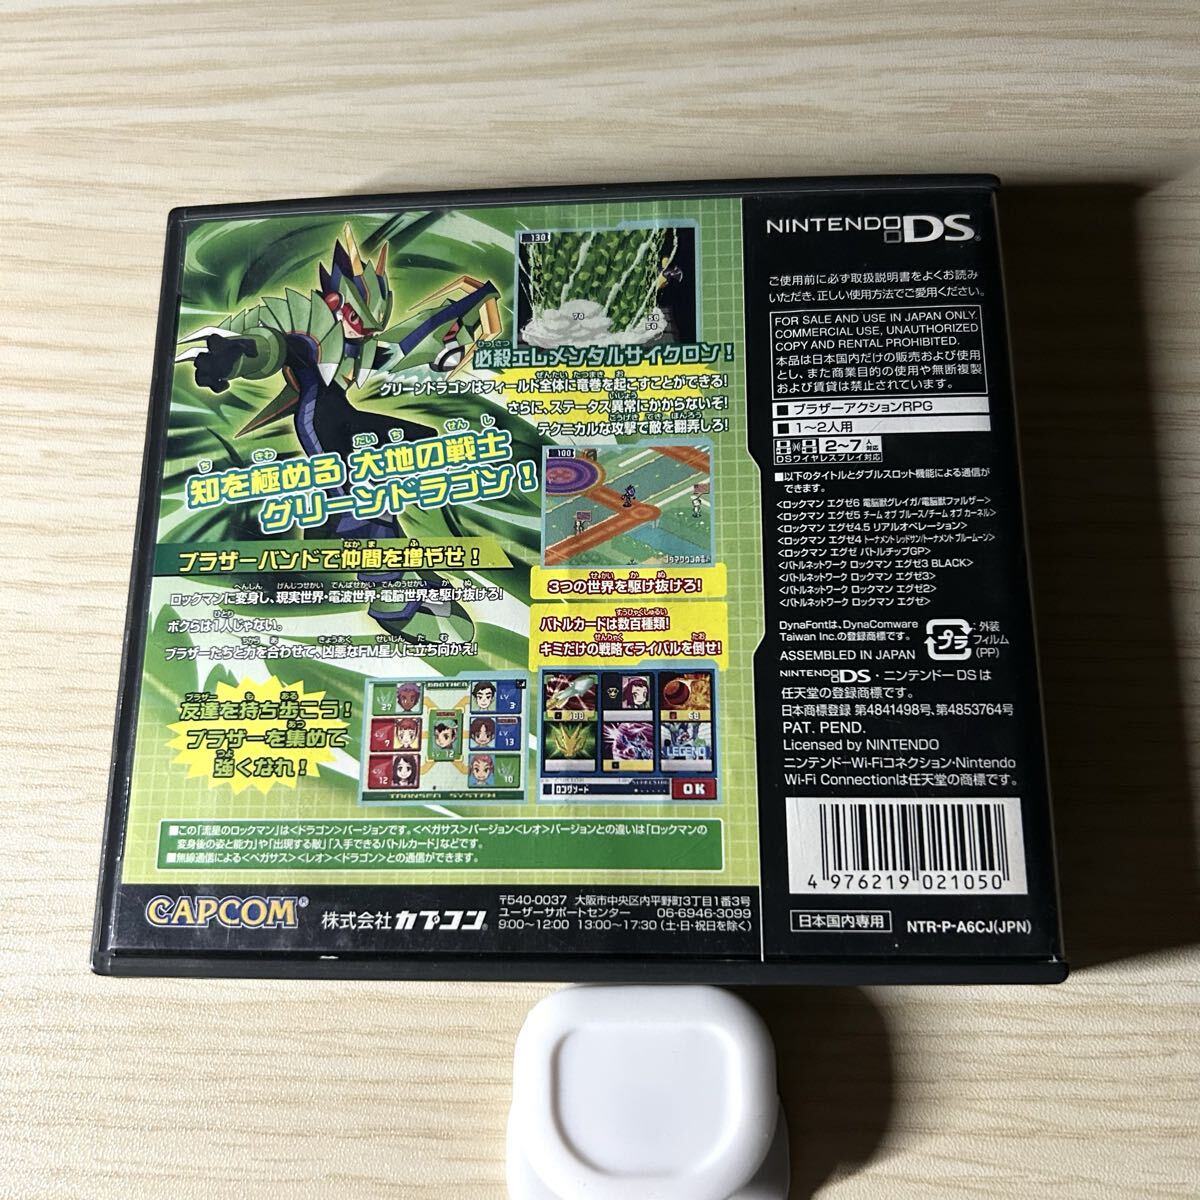 130
70
50
50
必殺エレメンタルサイクロン!
グリーンドラゴンはフィールド全体に竜巻を起こすことができる!
さらに、ステータス異常にかからないぞ!
テクニカルな攻撃で敵を翻弄しろ!
知を極める 大地の戦士
グリーンドラゴン!
100
3つの世界を駆け抜けろ!
ブラザーバンドで仲間を増やせ!
ロックマンに変身し、現実世界・電波世界・電脳世界を駆け抜けろ!
ボクらは1人じゃない。
ブラザーたちと力を合わせて、凶悪なFM星人に立ち向かえ!
バトルカードは数百種類!
キミだけの戦略でライバルを倒せ!
友達を持ち歩こう!
ブラザーを集めて
強くなれ!
BROTHER
LV 27
LV 3
LV 7
LV 12
LV 13
LV 12
LV 10
TRANSER SYSTEM
100
60
LEGEND
ロングソード
OK
■この「流星のロックマン」は<ドラゴン>バージョンです。<ペガサス>バージョン<レオ>バージョンとの違いは「ロックマンの
変身後の姿と能力」や「出現する敵」「入手できるバトルカード」などです。
■無線通信による<ペガサス><レオ><ドラゴン>との通信ができます。
CAPCOM®
株式会社カプコン®
〒540-0037 大阪市中央区内平野町3丁目1番3号
ユーザーサポートセンター 06-6946-3099
9:00〜12:00 13:00〜17:30(土・日・祝日を除く)
NINTENDO DS®
ご使用前に必ず取扱説明書をよくお読み
いただき、正しい使用方法でご愛用ください。
FOR SALE AND USE IN JAPAN ONLY.
COMMERCIAL USE, UNAUTHORIZED
COPY AND RENTAL PROHIBITED.
本品は日本国内だけの販売および使用
とし、また商業目的の使用や無断複製
および賃貸は禁止されています。
■ブラザーアクションRPG
■1〜2人用
2〜7人対応
DSワイヤレスプレイ対応
■以下のタイトルとダブルスロット機能による通信が
できます。
<ロックマン エグゼ6 電脳獣グレイガ/電脳獣ファルザー>
<ロックマン エグゼ5 チーム オブ ブルース/チーム オブ カーネル>
<ロックマン エグゼ4.5 リアルオペレーション>
<ロックマン エグゼ4 トーナメント レッドサン/トーナメント ブルームーン>
<ロックマン エグゼ バトルチップGP>
<バトルネットワーク ロックマン エグゼ3 BLACK>
<バトルネットワーク ロックマン エグゼ3>
<バトルネットワーク ロックマン エグゼ2>
<バトルネットワーク ロックマン エグゼ>
DynaFontは、DynaComware
Taiwan Inc.の登録商標です。
ASSEMBLED IN JAPAN
プラ
:外装
フィルム
(PP)
NINTENDO DS・ニンテンドーDSは
任天堂の登録商標です。
日本商標登録 第4841498号、第4853764号
PAT. PEND.
Licensed by NINTENDO
ニンテンドーWi-Fiコネクション・Nintendo
Wi-Fi Connectionは任天堂の商標です。
4 976219 021050
日本国内専用
NTR-P-A6CJ(JPN)